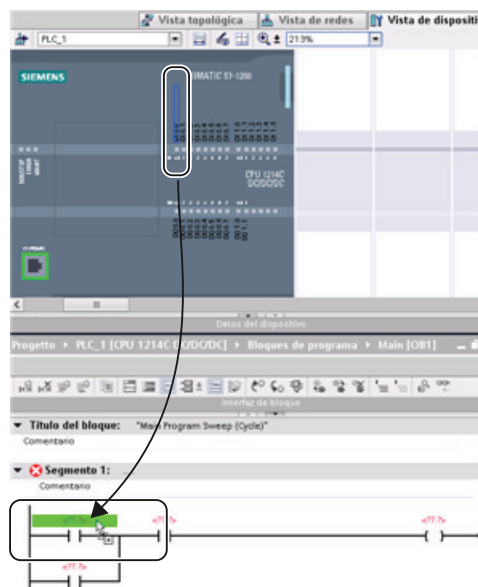 Vista topológica Vista de redes Vista de dispositi
PLC_1 213%
SIEMENS SIMATIC S7-1200
CPU 1214C
DC/DC/DC
Datos del dispositivo
Progetto PLC_1 [CPU 1214C DC/DC/DC] Bloques de programa Main [OB1]
Interfaz de bloque
Título del bloque: "Main Program Sweep (Cycle)"
Comentario
Segmento 1: ....
Comentario
<??.?> <??.?> <??.?>
<??.?>